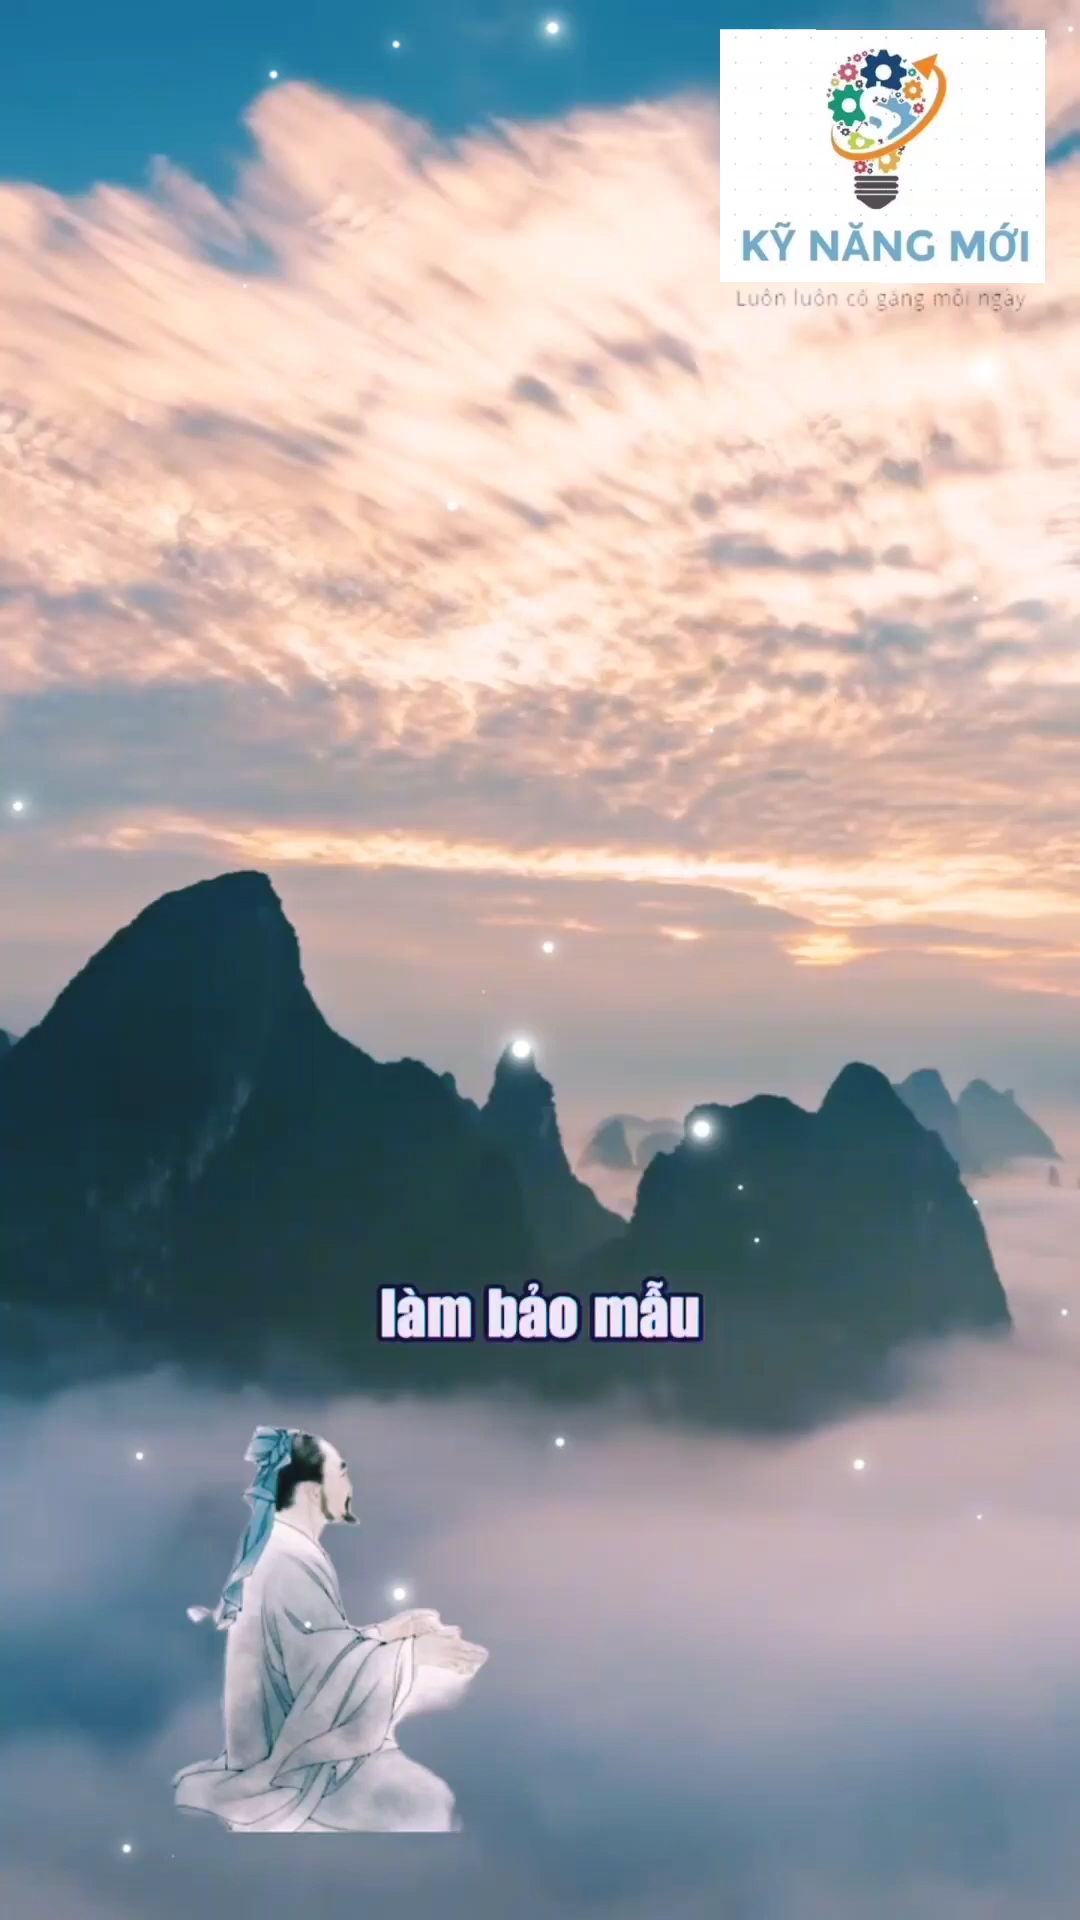 KỸ NĂNG MỚI
Luôn luôn cố gắng mỗi ngày
làm bảo mẫu